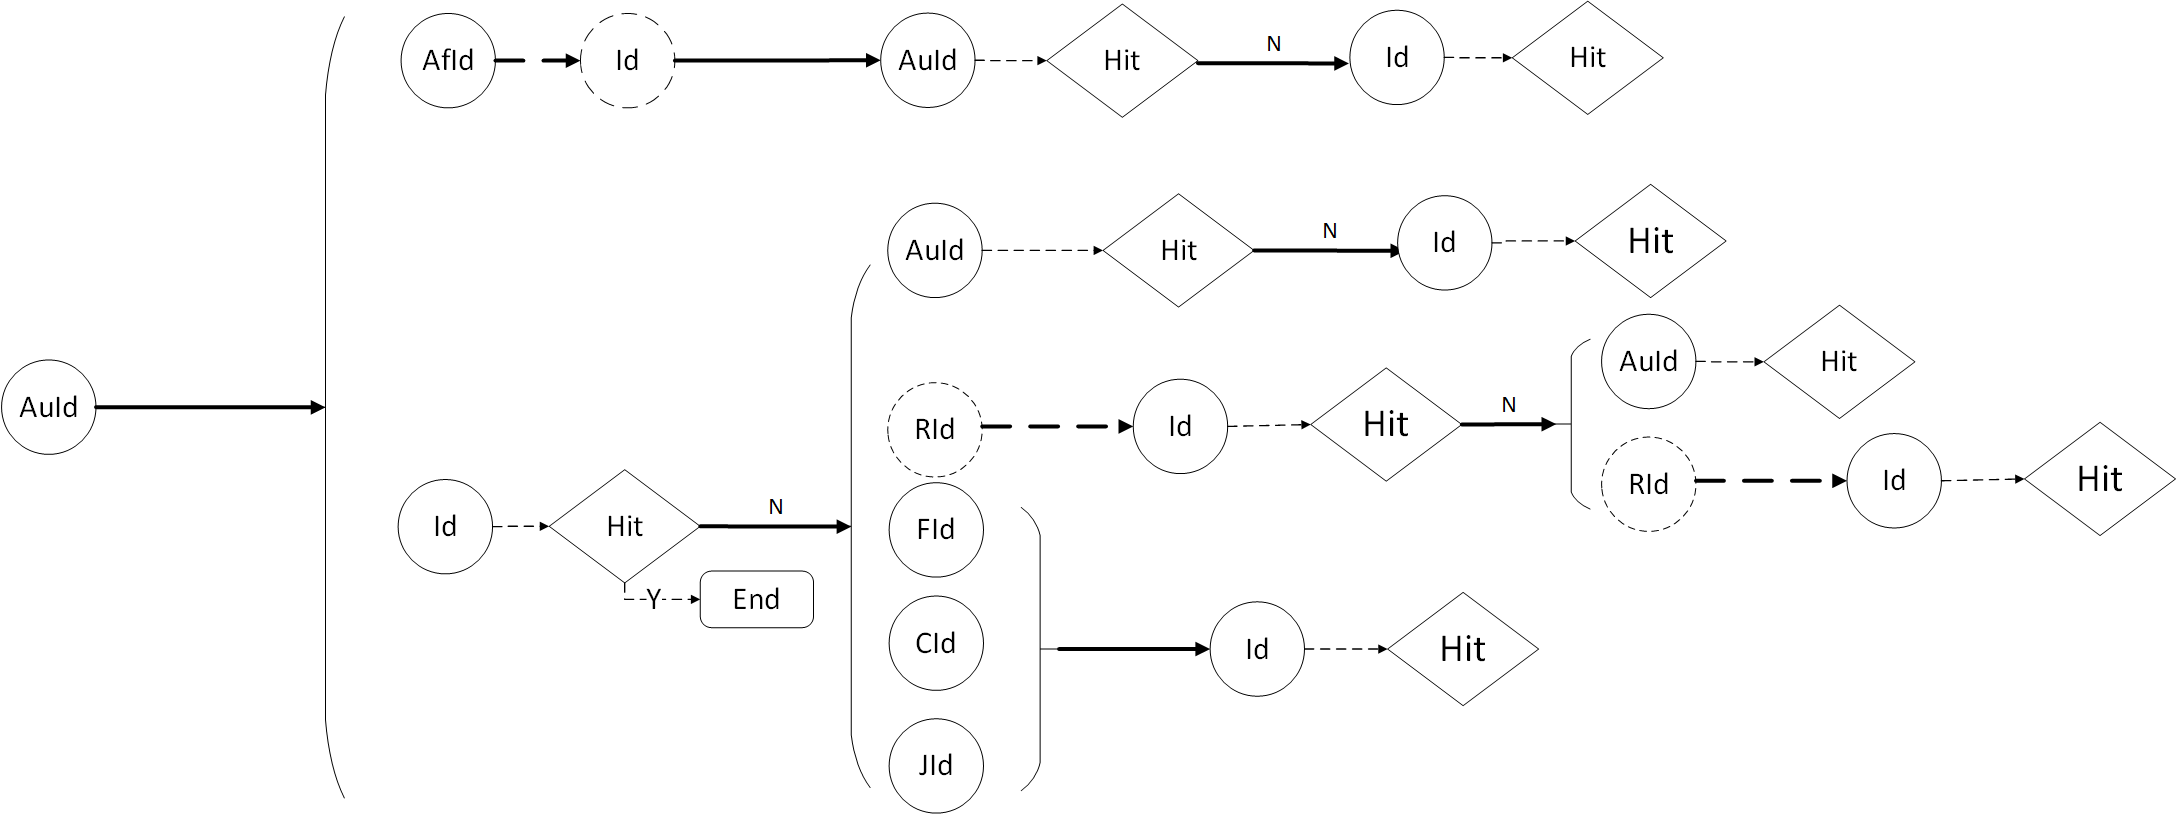 AfId Id AuId Hit N Id Hit
AuId Hit N Id Hit
AuId Hit
AuId
RId Id Hit N
RId Id Hit
Id Hit N
FId
Y End
CId Id Hit
JId